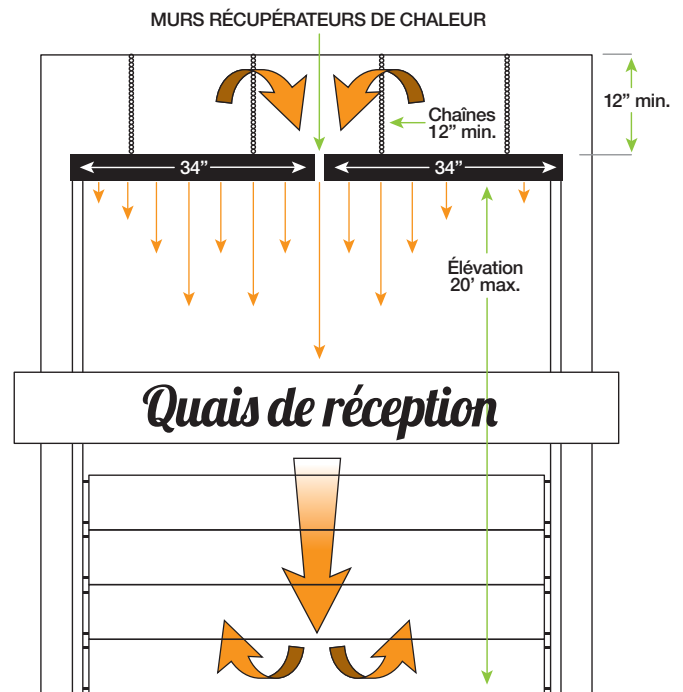 MURS RÉCUPÉRATEURS DE CHALEUR
12” min.
Chaînes
12” min.
34”
34”
Élévation
20’ max.
Quais de réception